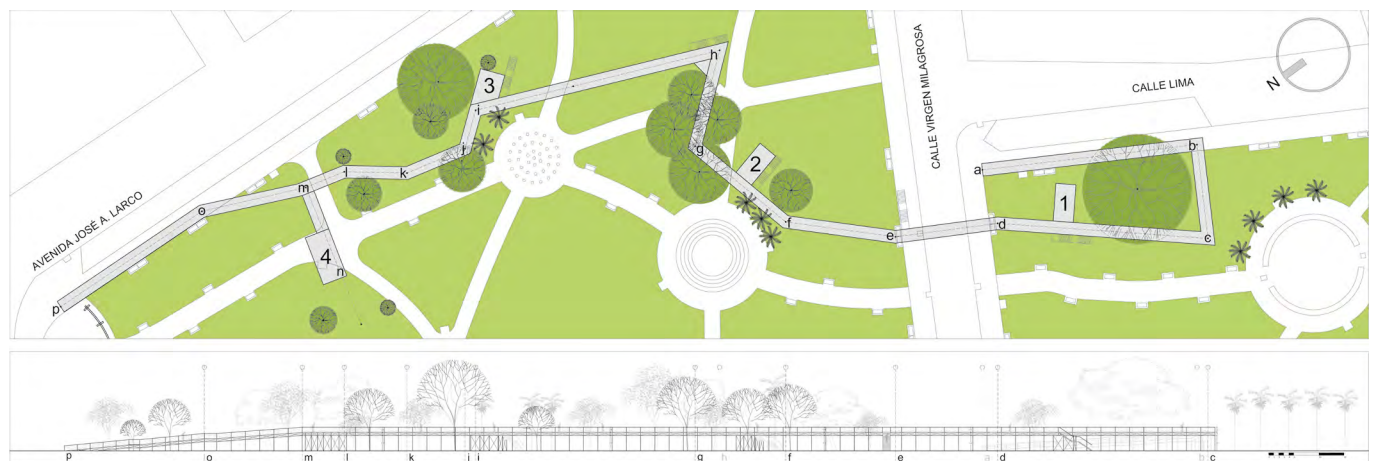 AVENIDA JOSÉ A. LARCO
CALLE VIRGEN MILAGROSA
CALLE LIMA
N
3
h
i
j
g
2
l
k
m
o
4
n
p
f
e
a
b
1
d
c
p
o
m
l
k
j
i
g
h
f
e
a
d
b
c